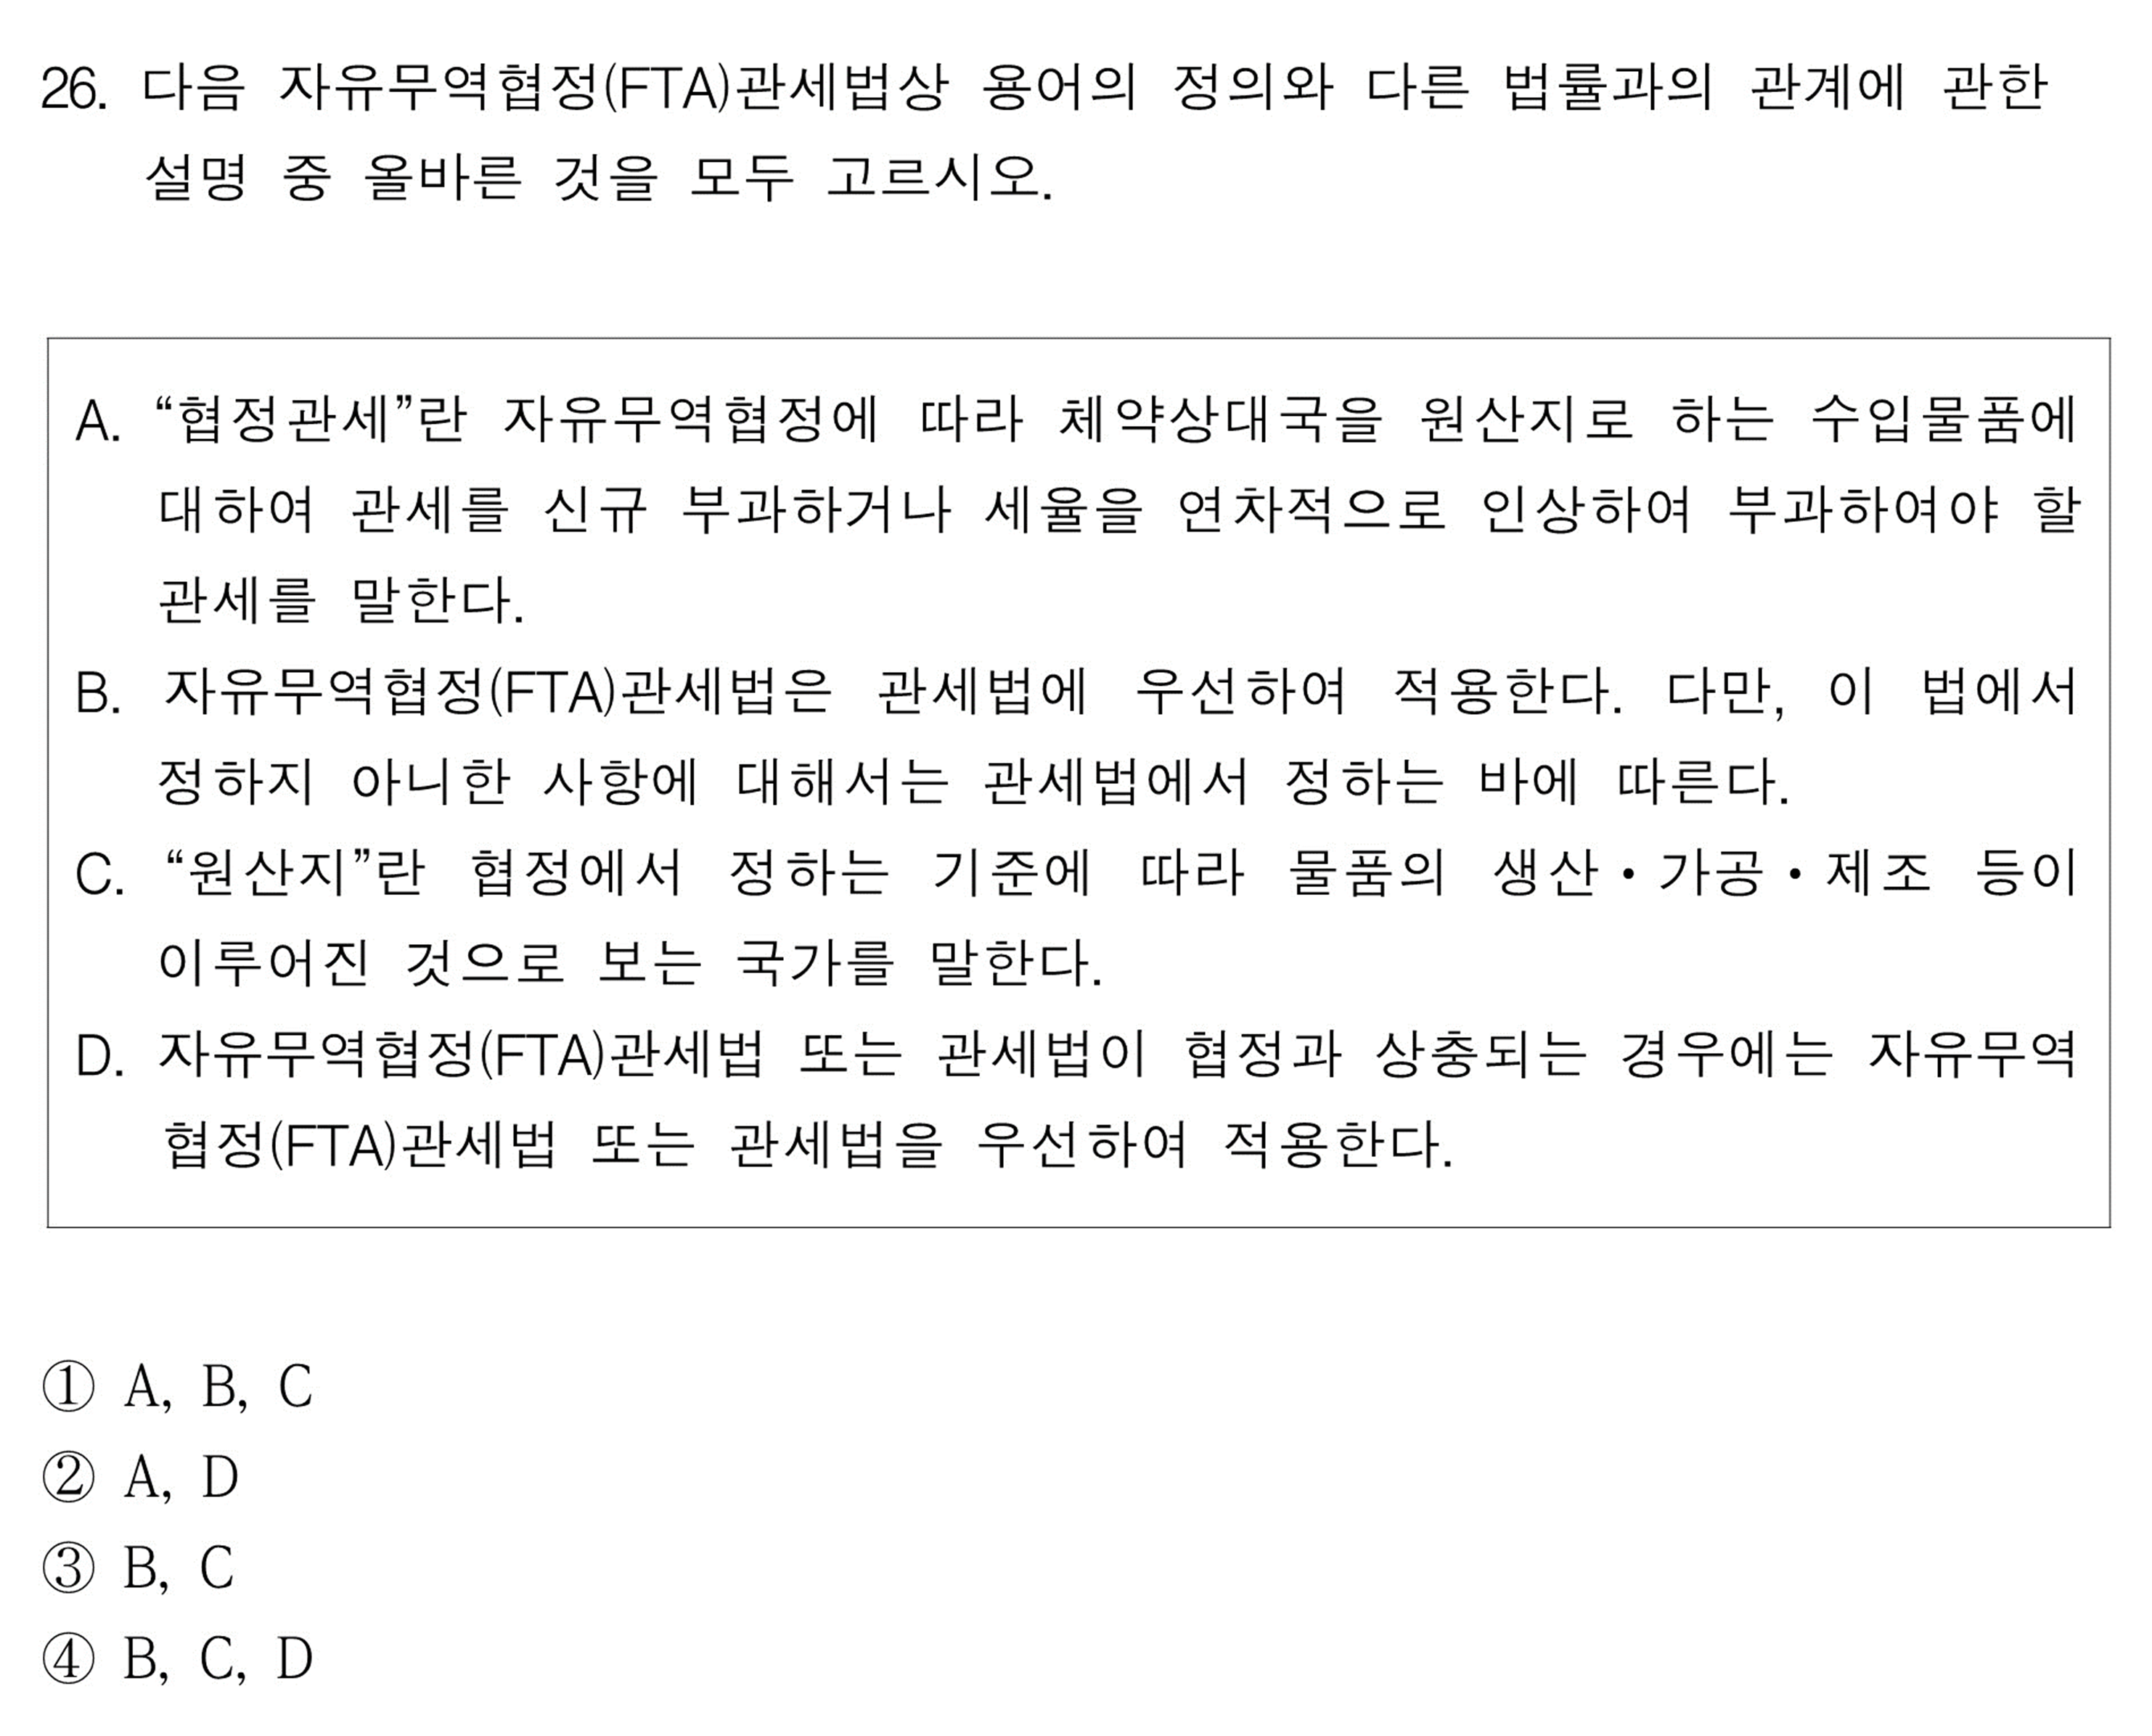 26. 다음 자유무역협정(FTA)관세법상 용어의 정의와 다른 법률과의 관계에 관한
설명 중 올바른 것을 모두 고르시오.
A. “협정관세”란 자유무역협정에 따라 체약상대국을 원산지로 하는 수입물품에
대하여 관세를 신규 부과하거나 세율을 연차적으로 인상하여 부과하여야 할
관세를 말한다.
B. 자유무역협정(FTA)관세법은 관세법에 우선하여 적용한다. 다만, 이 법에서
정하지 아니한 사항에 대해서는 관세법에서 정하는 바에 따른다.
C. “원산지”란 협정에서 정하는 기준에 따라 물품의 생산·가공·제조 등이
이루어진 것으로 보는 국가를 말한다.
D. 자유무역협정(FTA)관세법 또는 관세법이 협정과 상충되는 경우에는 자유무역
협정(FTA)관세법 또는 관세법을 우선하여 적용한다.
① A, B, C
② A, D
③ B, C
④ B, C, D